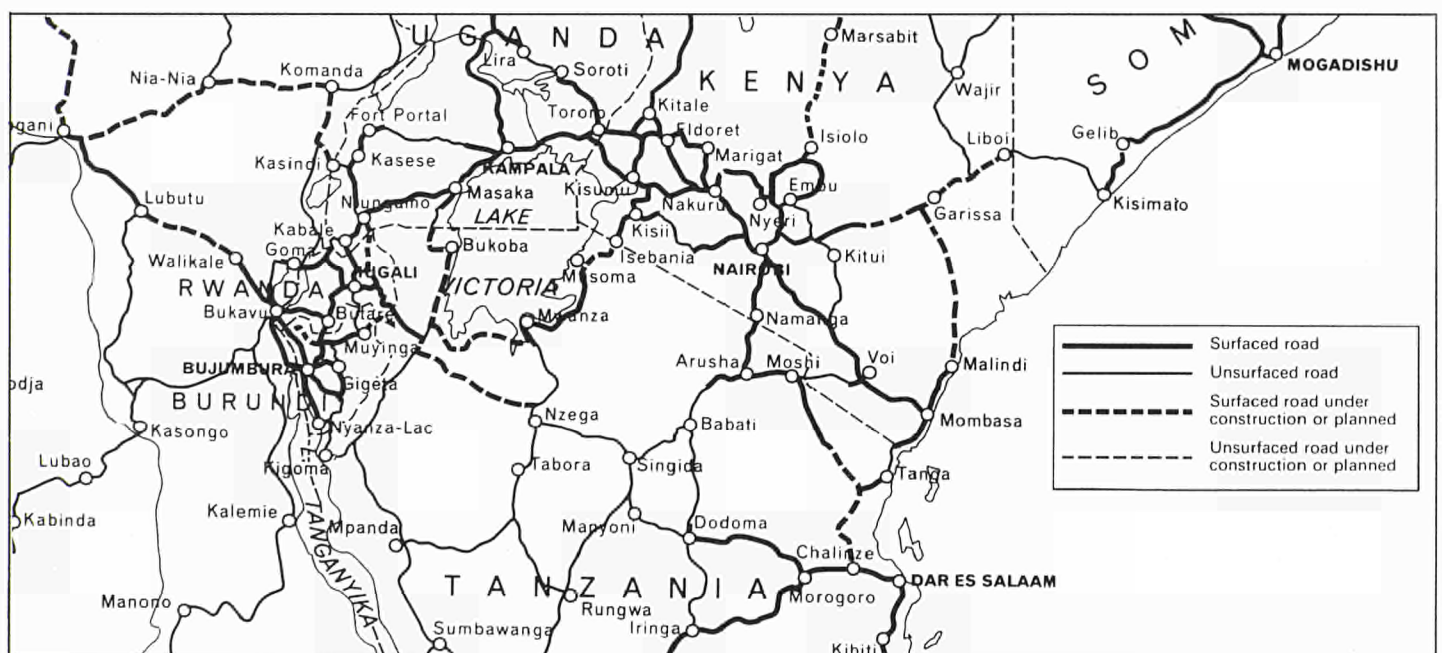 UGANDA
Marsabit
SOM
Lira
MOGADISHU
Nia-Nia
Komanda
Soroti
KENYA
Wajir
Fort Portal
Tororo
Kitale
Eldoret
Isiolo
Liboi
Gelib
Kasindi
Kasese
KAMPALA
Marigat
Lubutu
Masaka
Kisumu
Nakuru
Embu
Nyeri
Garissa
Kisimaio
Ntungamo
LAKE
Kabale
Kisii
Goma
Bukoba
Isebania
NAIROBI
Kitui
Walikale
KIGALI
Musoma
RWANDA
VICTORIA
Bukavu
Butare
Mwanza
Namanga
Muyinga
Surfaced road
BUJUMBURA
Arusha
Moshi
Voi
Malindi
Unsurfaced road
Gigeta
BURUNDI
Surfaced road under
construction or planned
Nyanza-Lac
Nzega
Babati
Mombasa
Kasongo
Unsurfaced road under
construction or planned
Lubao
Kigoma
Tabora
Singida
Tanga
Kabinda
Kalemie
L.
TANGANYIKA
Mpanda
Manyoni
Dodoma
Chalinze
TANZANIA
DAR ES SALAAM
Manono
Rungwa
Morogoro
Sumbawanga
Iringa
Kibiti